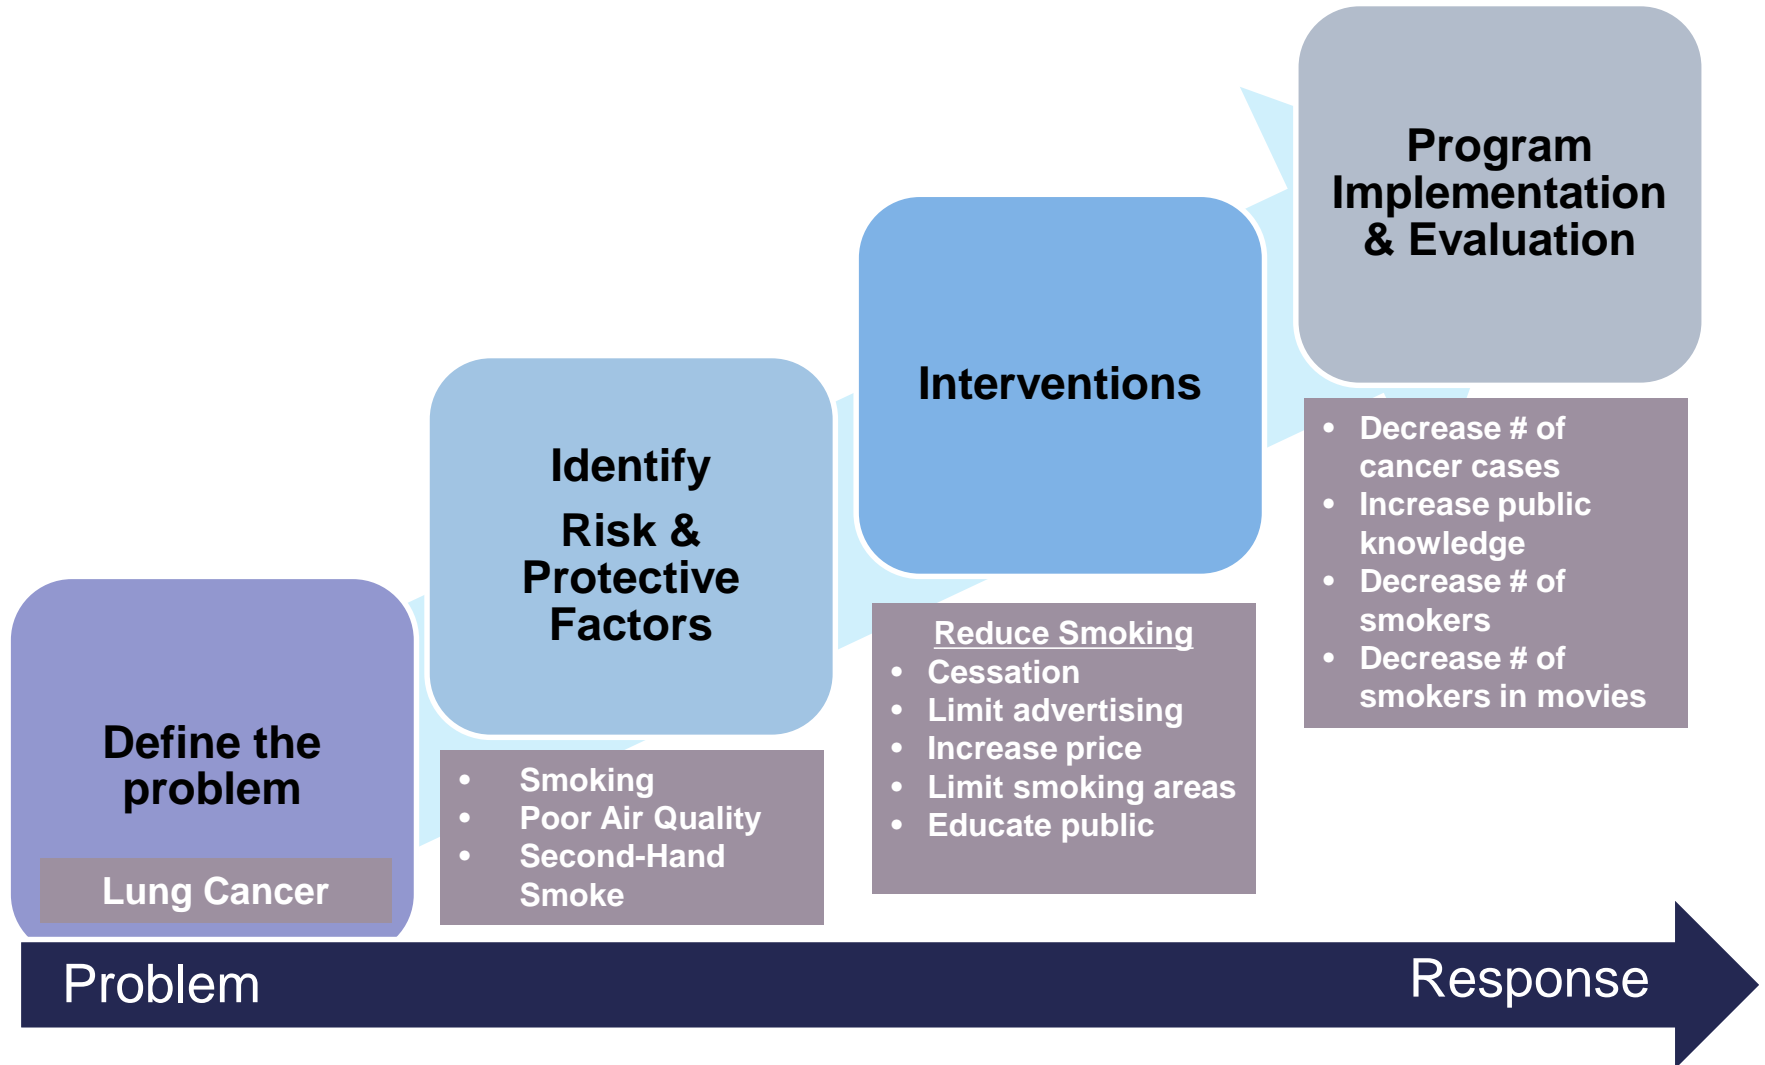 Define the
problem
Lung Cancer
Identify
Risk &
Protective
Factors
• Smoking
• Poor Air Quality
• Second-Hand
Smoke
Interventions
Reduce Smoking
• Cessation
• Limit advertising
• Increase price
• Limit smoking areas
• Educate public
Program
Implementation
& Evaluation
• Decrease # of
cancer cases
• Increase public
knowledge
• Decrease # of
smokers
• Decrease # of
smokers in movies
Problem
Response